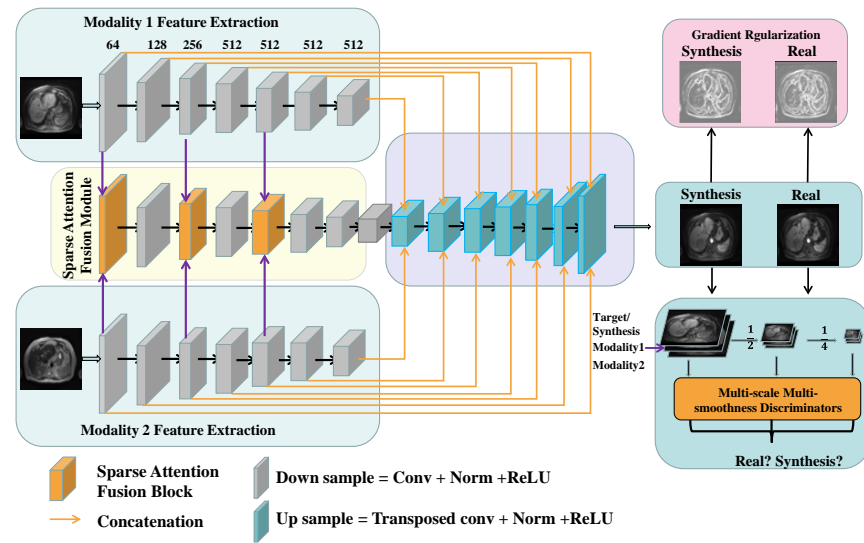 Modality 1 Feature Extraction
64 128 256 512 512 512 512
Sparse Attention
Fusion Module
Modality 2 Feature Extraction
Gradient Rgularization
Synthesis Real
Synthesis Real
Target/
Synthesis
Modality1
Modality2
1/2
1/4
Multi-scale Multi-
smoothness Discriminators
Real? Synthesis?
Sparse Attention
Fusion Block
Down sample = Conv + Norm +ReLU
Concatenation
Up sample = Transposed conv + Norm +ReLU